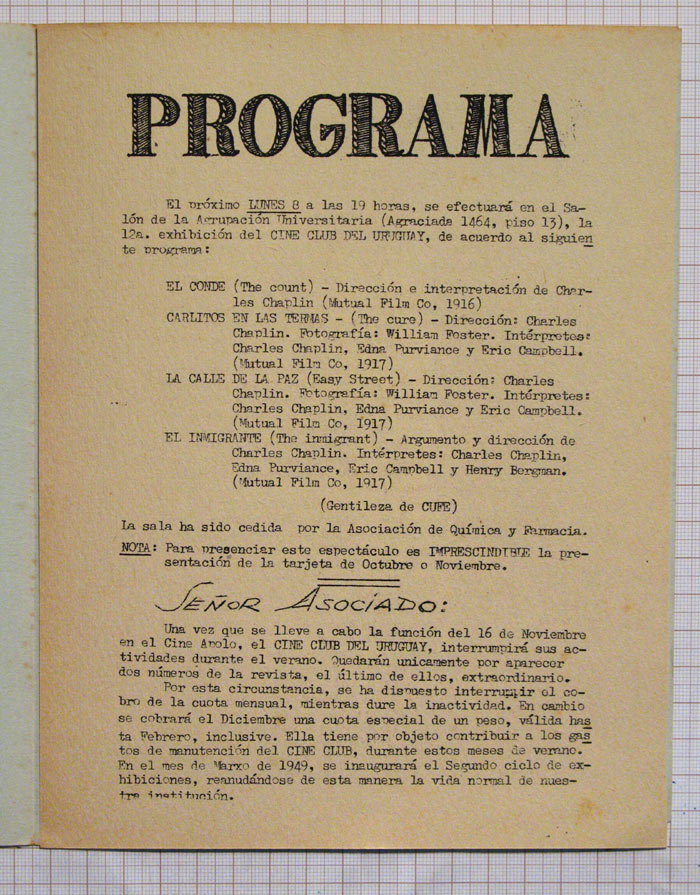 PROGRAMA
El próximo LUNES 8 a las 19 horas, se efectuará en el Sa-
lón de la Agrupación Universitaria (Agraciada 1464, piso 13), la
12a. exhibición del CINE CLUB DEL URUGUAY, de acuerdo al siguien
te programa:
EL CONDE (The count) - Dirección e interpretación de Char-
les Chaplin (Mutual Film Co, 1916)
CARLITOS EN LAS TERMAS - (The cure) - Dirección: Charles
Chaplin. Fotografía: William Foster. Intérpretes:
Charles Chaplin, Edna Purviance y Eric Campbell.
(Mutual Film Co, 1917)
LA CALLE DE LA PAZ (Easy Street) - Dirección: Charles
Chaplin. Fotografía: William Foster. Intérpretes:
Charles Chaplin, Edna Purviance y Eric Campbell.
(Mutual Film Co, 1917)
EL INMIGRANTE (The inmigrant) - Argumento y dirección de
Charles Chaplin. Intérpretes: Charles Chaplin,
Edna Purviance, Eric Campbell y Henry Bergman.
(Mutual Film Co, 1917)
(Gentileza de CUFE)
La sala ha sido cedida por la Asociación de Química y Farmacia.
NOTA: Para presenciar este espectáculo es IMPRESCINDIBLE la pre-
sentación de la tarjeta de Octubre o Noviembre.
SEÑOR ASOCIADO:
Una vez que se lleve a cabo la función del 16 de Noviembre
en el Cine Apolo, el CINE CLUB DEL URUGUAY, interrumpirá sus ac-
tividades durante el verano. Quedarán unicamente por aparecer
dos números de la revista, el último de ellos, extraordinario.
Por esta circunstancia, se ha dispuesto interrumpir el co-
bro de la cuota mensual, mientras dure la inactividad. En cambio
se cobrará el Diciembre una cuota especial de un peso, válida has
ta Febrero, inclusive. Ella tiene por objeto contribuir a los gas
tos de manutención del CINE CLUB, durante estos meses de verano.
En el mes de Marxo de 1949, se inaugurará el Segundo ciclo de ex-
hibiciones, reanudándose de esta manera la vida normal de nues-
tra institución.